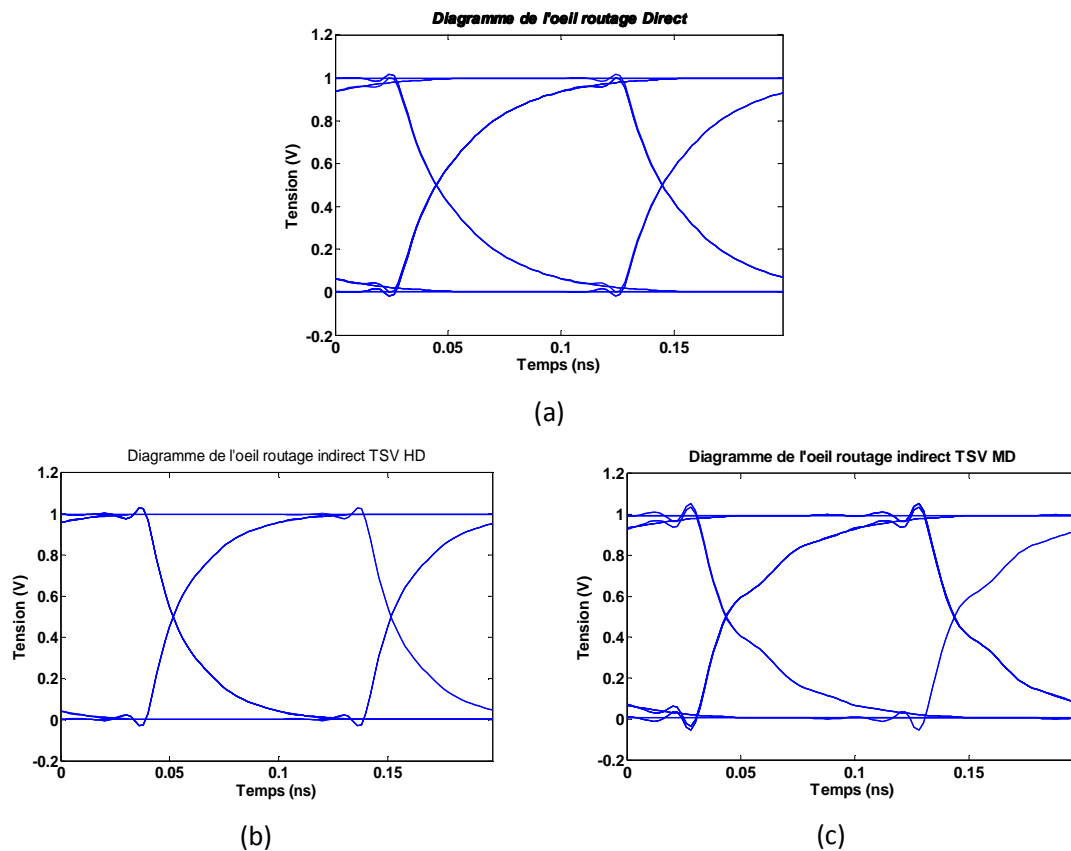 Diagramme de l'oeil routage Direct
1.2
1
0.8
0.6
0.4
0.2
0
-0.2
Tension (V)
0 0.05 0.1 0.15
Temps (ns)
(a)
Diagramme de l'oeil routage indirect TSV HD
1.2
1
0.8
0.6
0.4
0.2
0
-0.2
Tension (V)
0 0.05 0.1 0.15
Temps (ns)
(b)
Diagramme de l'oeil routage indirect TSV MD
1.2
1
0.8
0.6
0.4
0.2
0
-0.2
Tension (V)
0 0.05 0.1 0.15
Temps (ns)
(c)